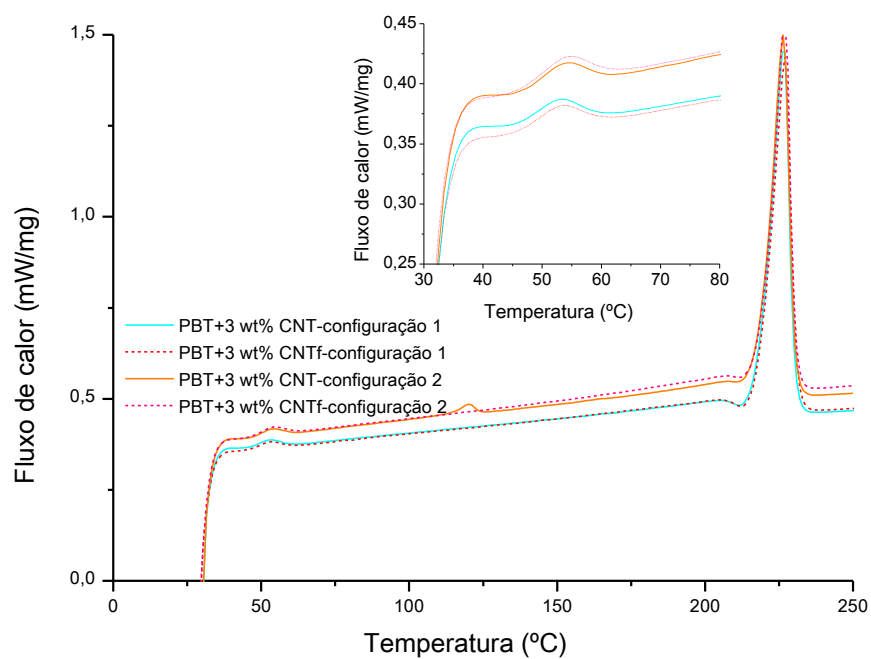 0,45
0,40
0,35
0,30
0,25
Fluxo de calor (mW/mg)
30 40 50 60 70 80
Temperatura (ºC)
1,5
1,0
0,5
0,0
Fluxo de calor (mW/mg)
PBT+3 wt% CNT-configuração 1
PBT+3 wt% CNTf-configuração 1
PBT+3 wt% CNT-configuração 2
PBT+3 wt% CNTf-configuração 2
0 50 100 150 200 250
Temperatura (ºC)